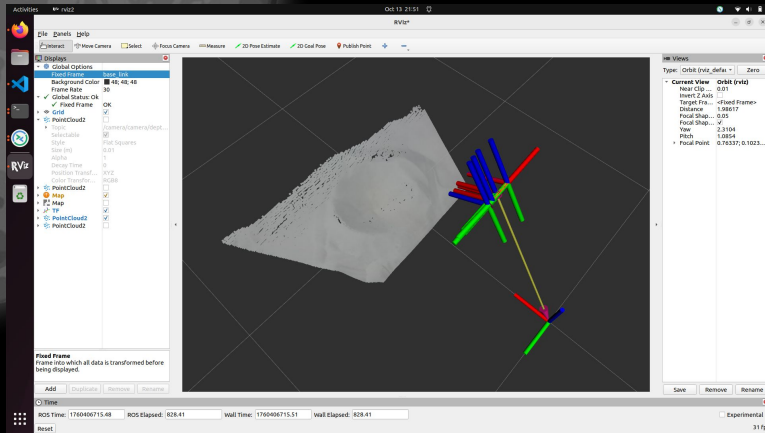 Activities
rviz2
Oct 13 21:51
RViz*
File Panels Help
Interact Move Camera Select Focus Camera Measure 2D Pose Estimate 2D Goal Pose Publish Point
Displays
Global Options
Fixed Frame base_link
Background Color 48; 48; 48
Frame Rate 30
Global Status: Ok
Fixed Frame OK
Grid
PointCloud2
Topic /camera/camera/dept...
Selectable
Style Flat Squares
Size (m) 0.01
Alpha 1
Decay Time 0
Position Transf... XYZ
Color Transfor... RGB8
PointCloud2
Map
Map
TF
PointCloud2
PointCloud2
Fixed Frame
Frame into which all data is transformed before
being displayed.
Add Duplicate Remove Rename
Views
Type: Orbit (rviz_defau Zero
Current View Orbit (rviz)
Near Clip ... 0.01
Invert Z Axis
Target Fra... <Fixed Frame>
Distance 1.98617
Focal Shap... 0.05
Focal Shap...
Yaw 2.3104
Pitch 1.0854
Focal Point 0.76337; 0.1023...
Save Remove Rename
Time
ROS Time: 1760406715.48 ROS Elapsed: 828.41 Wall Time: 1760406715.51 Wall Elapsed: 828.41 Experimental
Reset 31 fp
RViz